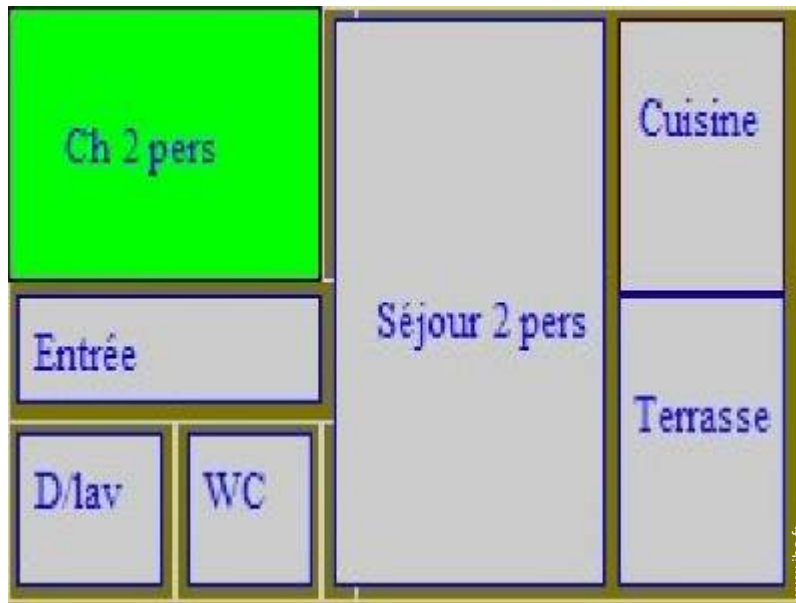 Ch 2 pers
Cuisine
Entrée
Séjour 2 pers
Terrasse
D/lav
WC